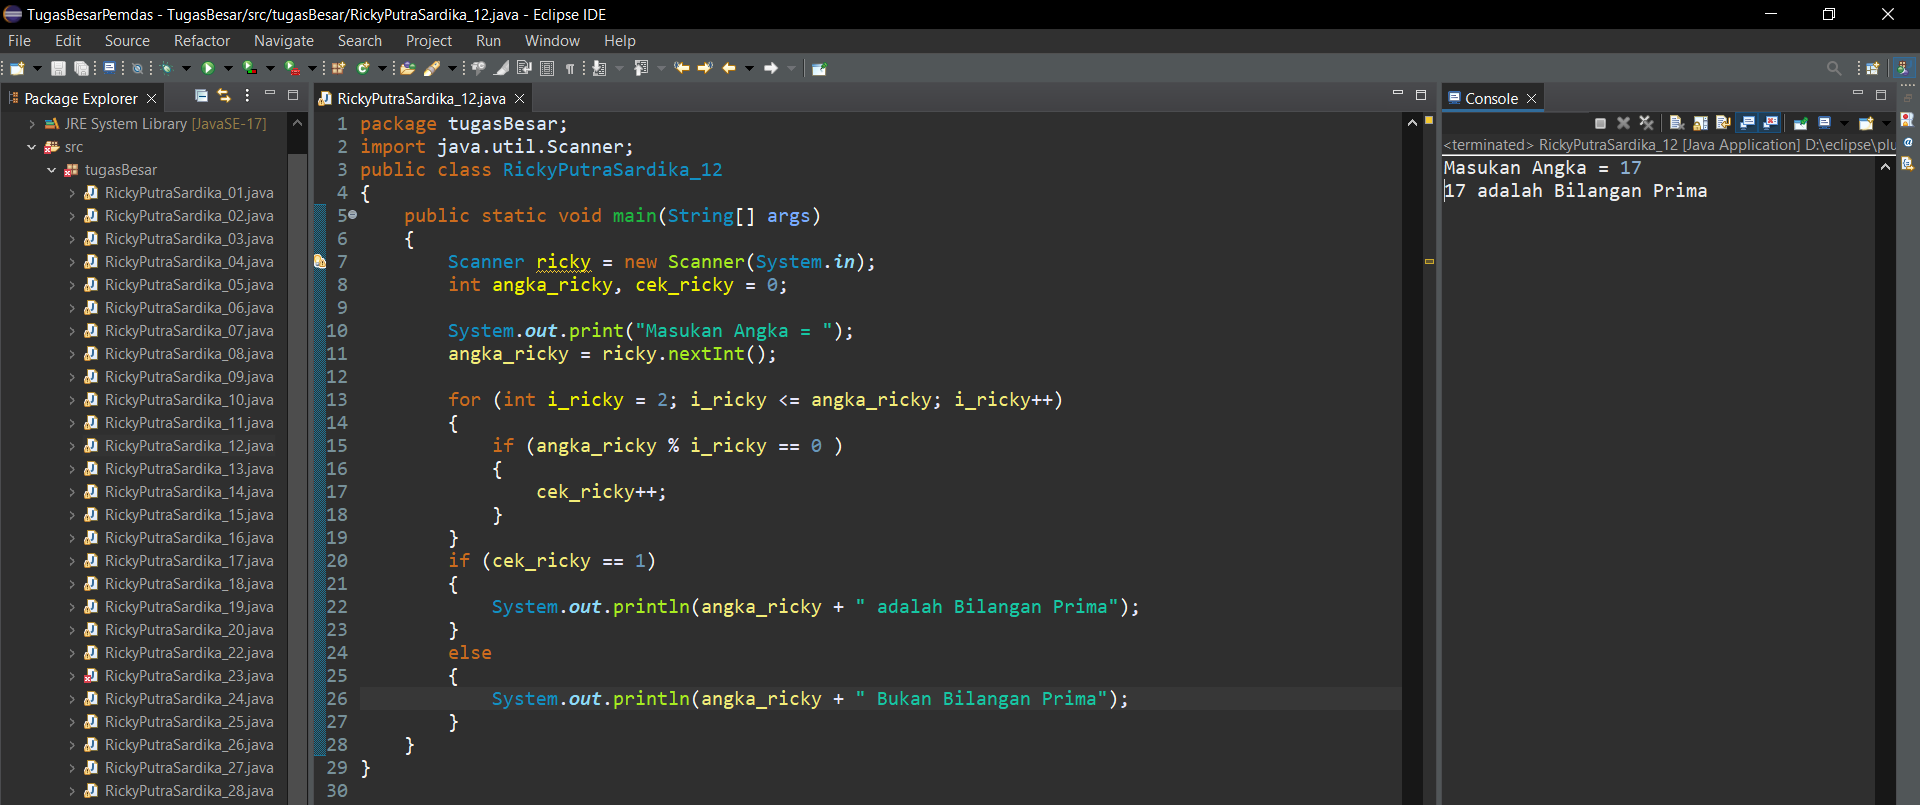 TugasBesarPemdas - TugasBesar/src/tugasBesar/RickyPutraSardika_12.java - Eclipse IDE
File Edit Source Refactor Navigate Search Project Run Window Help
Package Explorer
JRE System Library [JavaSE-17]
src
tugasBesar
RickyPutraSardika_01.java
RickyPutraSardika_02.java
RickyPutraSardika_03.java
RickyPutraSardika_04.java
RickyPutraSardika_05.java
RickyPutraSardika_06.java
RickyPutraSardika_07.java
RickyPutraSardika_08.java
RickyPutraSardika_09.java
RickyPutraSardika_10.java
RickyPutraSardika_11.java
RickyPutraSardika_12.java
RickyPutraSardika_13.java
RickyPutraSardika_14.java
RickyPutraSardika_15.java
RickyPutraSardika_16.java
RickyPutraSardika_17.java
RickyPutraSardika_18.java
RickyPutraSardika_19.java
RickyPutraSardika_20.java
RickyPutraSardika_22.java
RickyPutraSardika_23.java
RickyPutraSardika_24.java
RickyPutraSardika_25.java
RickyPutraSardika_26.java
RickyPutraSardika_27.java
RickyPutraSardika_28.java
RickyPutraSardika_12.java
1 package tugasBesar;
2 import java.util.Scanner;
3 public class RickyPutraSardika_12
4 {
5     public static void main(String[] args)
6     {
7         Scanner ricky = new Scanner(System.in);
8         int angka_ricky, cek_ricky = 0;
9
10         System.out.print("Masukan Angka = ");
11         angka_ricky = ricky.nextInt();
12
13         for (int i_ricky = 2; i_ricky <= angka_ricky; i_ricky++)
14         {
15             if (angka_ricky % i_ricky == 0 )
16             {
17                 cek_ricky++;
18             }
19         }
20         if (cek_ricky == 1)
21         {
22             System.out.println(angka_ricky + " adalah Bilangan Prima");
23         }
24         else
25         {
26             System.out.println(angka_ricky + " Bukan Bilangan Prima");
27         }
28     }
29 }
30
Console
<terminated> RickyPutraSardika_12 [Java Application] D:\eclipse\plu
Masukan Angka = 17
17 adalah Bilangan Prima